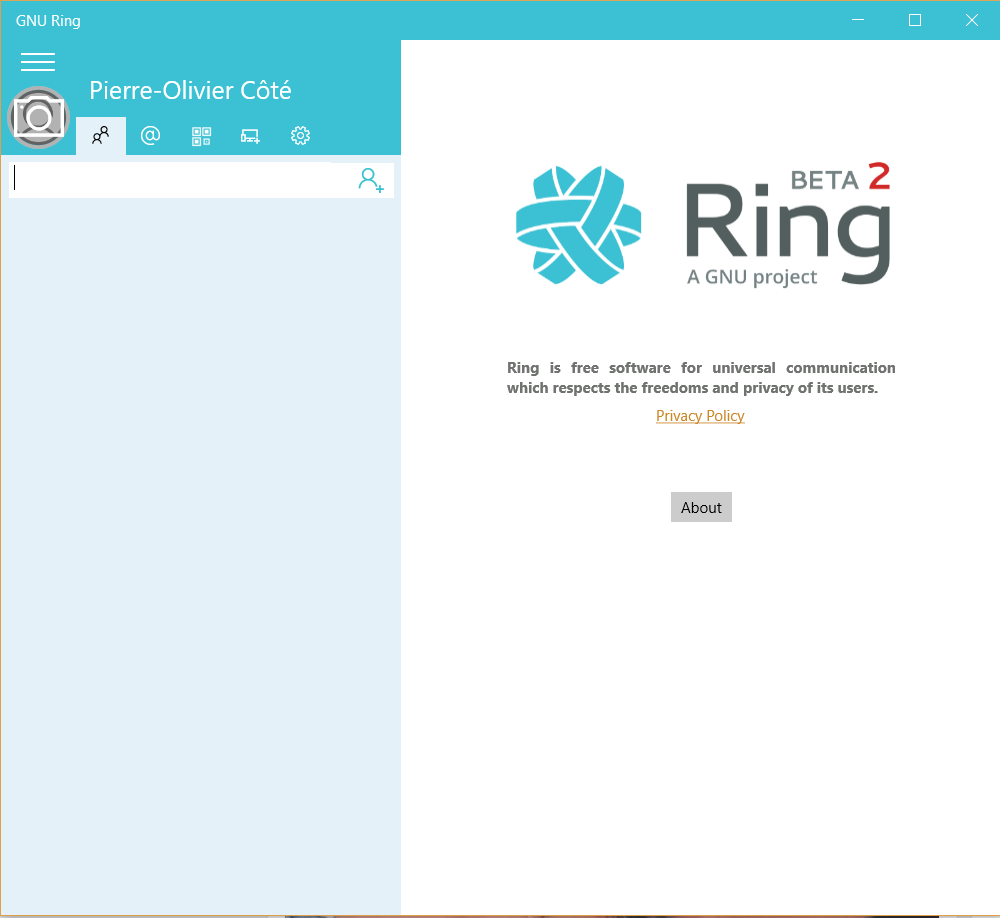 GNU Ring
Pierre-Olivier Côté
BETA 2
Ring
A GNU project
Ring is free software for universal communication
which respects the freedoms and privacy of its users.
Privacy Policy
About